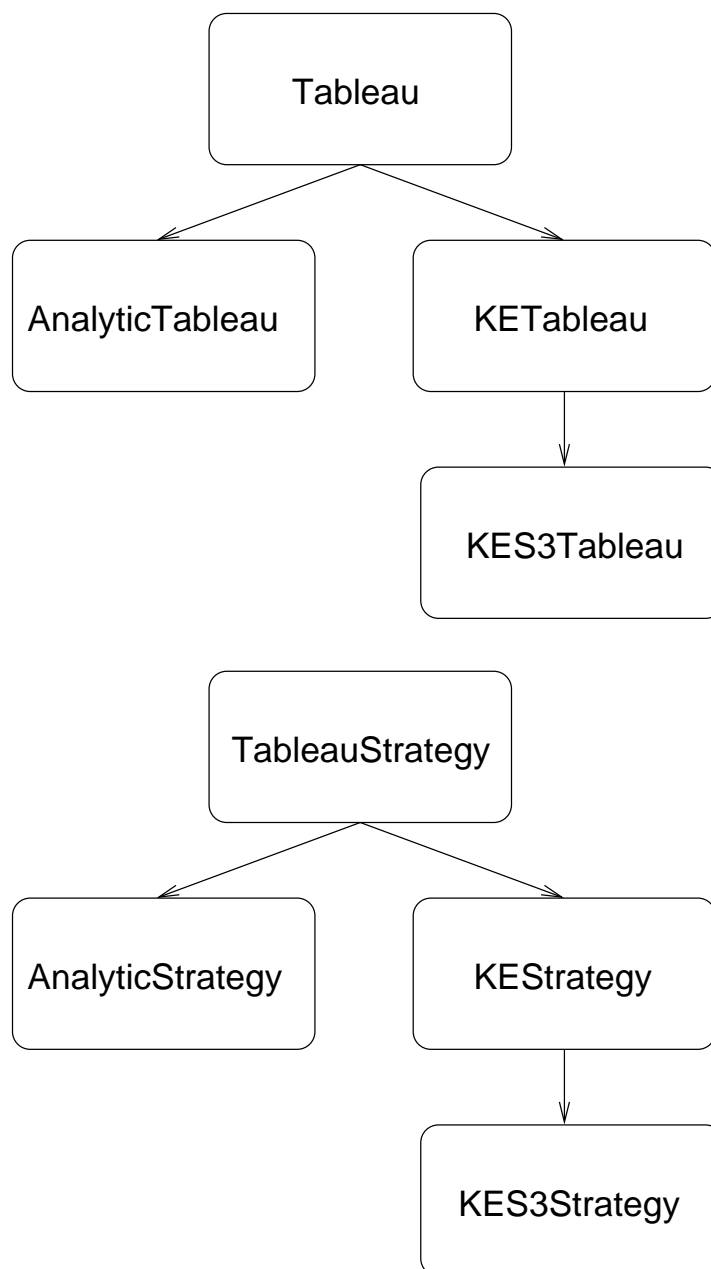 Tableau
AnalyticTableau
KETableau
KES3Tableau
TableauStrategy
AnalyticStrategy
KEStrategy
KES3Strategy